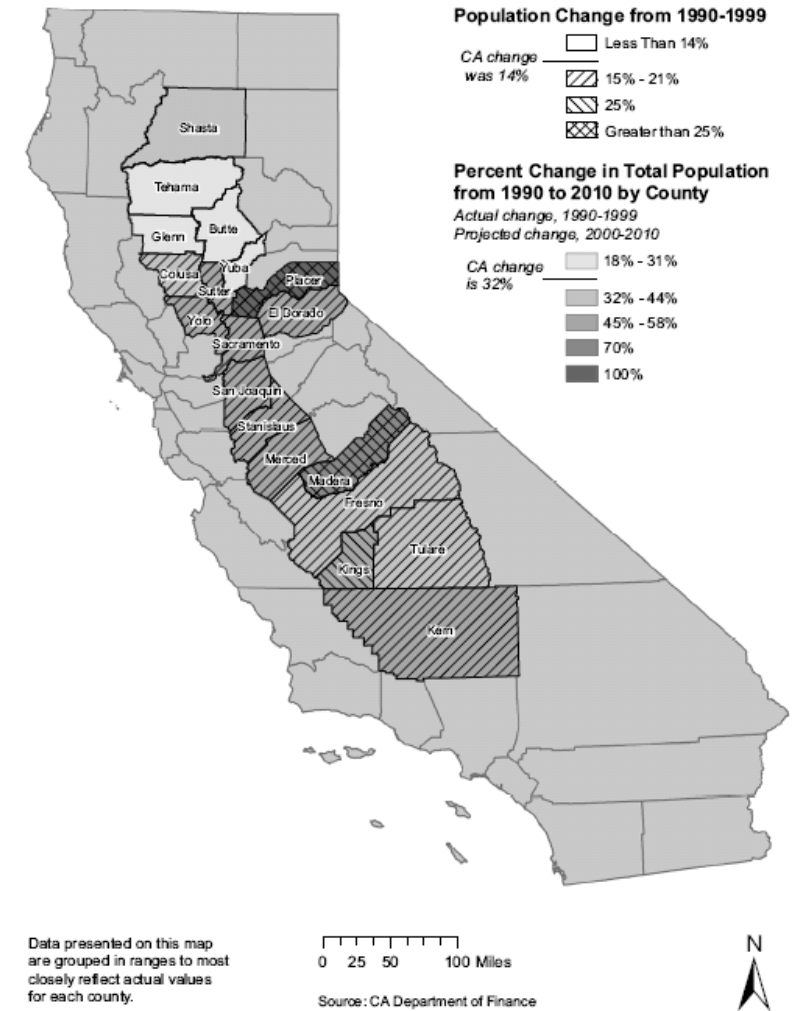 Population Change from 1990-1999
Less Than 14%
CA change
was 14%
15% - 21%
25%
Greater than 25%
Percent Change in Total Population
from 1990 to 2010 by County
Actual change, 1990-1999
Projected change, 2000-2010
18% - 31%
CA change
is 32%
32% - 44%
45% - 58%
70%
100%
Shasta
Tehama
Butte
Glenn
Yuba
Colusa
Placer
Sutter
El Dorado
Yolo
Sacramento
San Joaquin
Stanislaus
Merced
Madera
Fresno
Tulare
Kings
Kern
Data presented on this map
are grouped in ranges to most
closely reflect actual values
for each county.
0 25 50 100 Miles
Source: CA Department of Finance
N